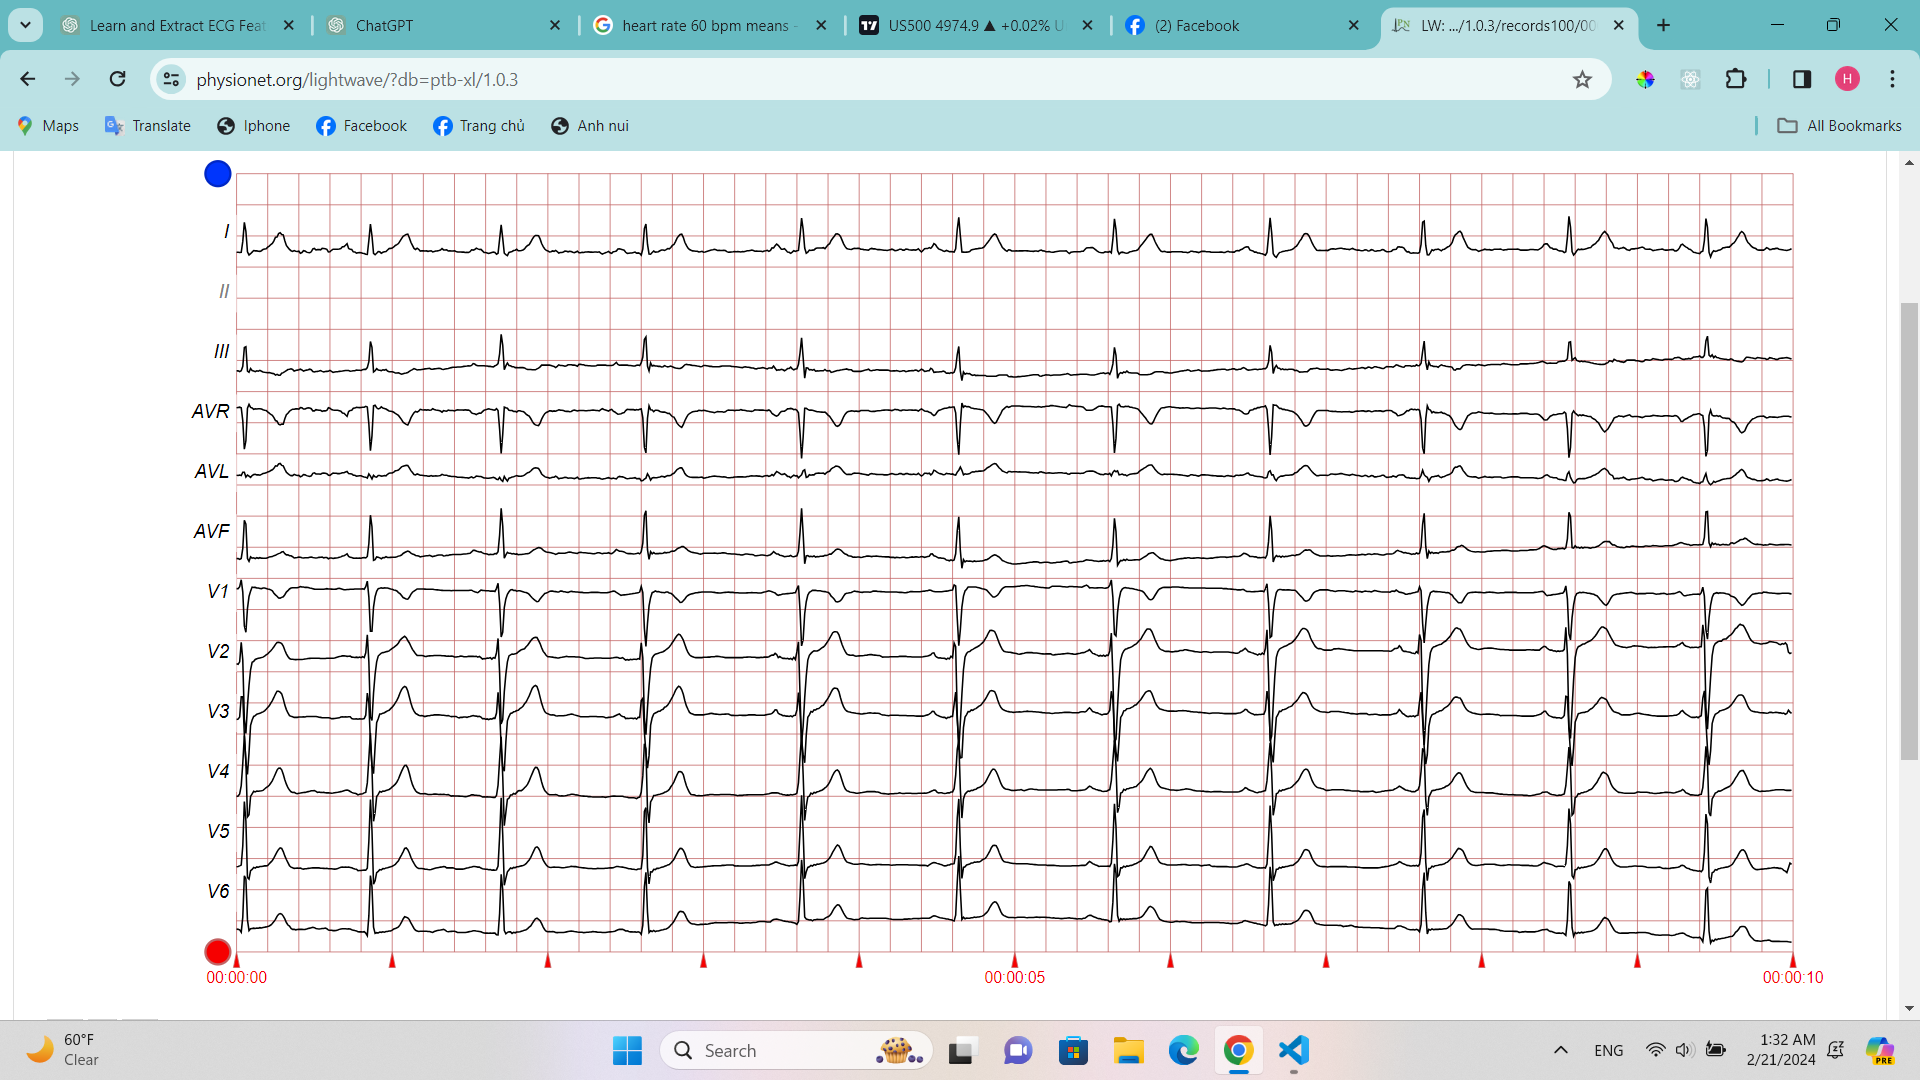 Learn and Extract ECG Feat
ChatGPT
heart rate 60 bpm means -
US500 4974.9 ▲ +0.02% U
(2) Facebook
LW: .../1.0.3/records100/00
physionet.org/lightwave/?db=ptb-xl/1.0.3
H
Maps
Translate
Iphone
Facebook
Trang chủ
Anh nui
All Bookmarks
I
II
III
AVR
AVL
AVF
V1
V2
V3
V4
V5
V6
00:00:00
00:00:05
00:00:10
60°F
Clear
Search
ENG
1:32 AM
2/21/2024
PRE